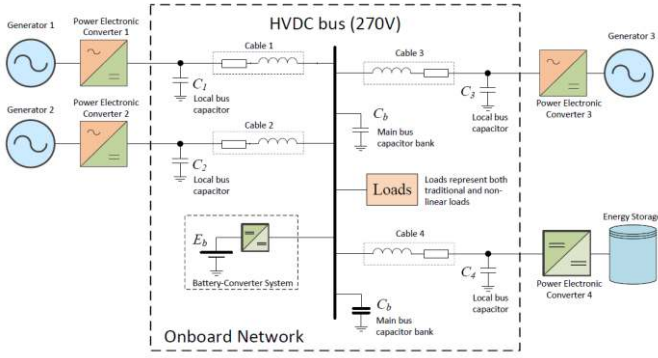 HVDC bus (270V)
Generator 1
Power Electronic
Converter 1
Cable 1
C1
Local bus
capacitor
Generator 2
Power Electronic
Converter 2
Cable 2
C2
Local bus
capacitor
Eb
Battery-Converter System
Onboard Network
Cable 3
C3
Local bus
capacitor
Power Electronic
Converter 3
Generator 3
Cb
Main bus
capacitor bank
Loads
Loads represent both
traditional and non-
linear loads
Cable 4
C4
Local bus
capacitor
Power Electronic
Converter 4
Energy Storage
Cb
Main bus
capacitor bank